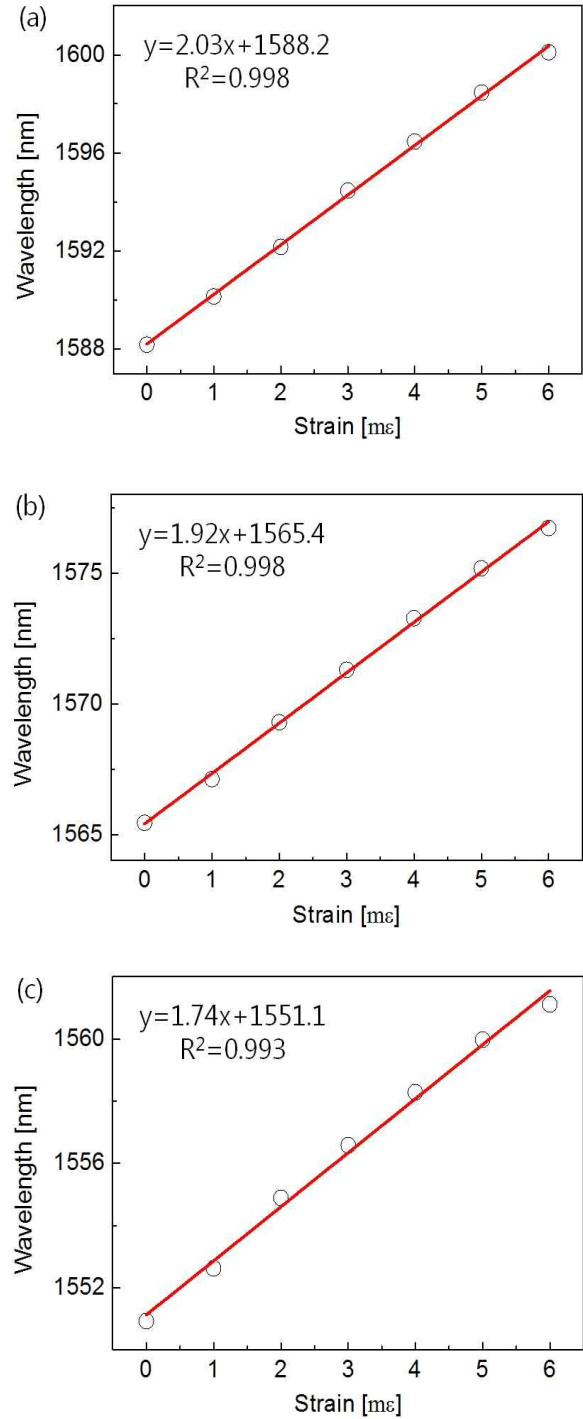 (a)
y=2.03x+1588.2
R²=0.998
1600
1596
1592
1588
Wavelength [nm]
0 1 2 3 4 5 6
Strain [mε]
(b)
y=1.92x+1565.4
R²=0.998
1575
1570
1565
Wavelength [nm]
0 1 2 3 4 5 6
Strain [mε]
(c)
y=1.74x+1551.1
R²=0.993
1560
1556
1552
Wavelength [nm]
0 1 2 3 4 5 6
Strain [mε]